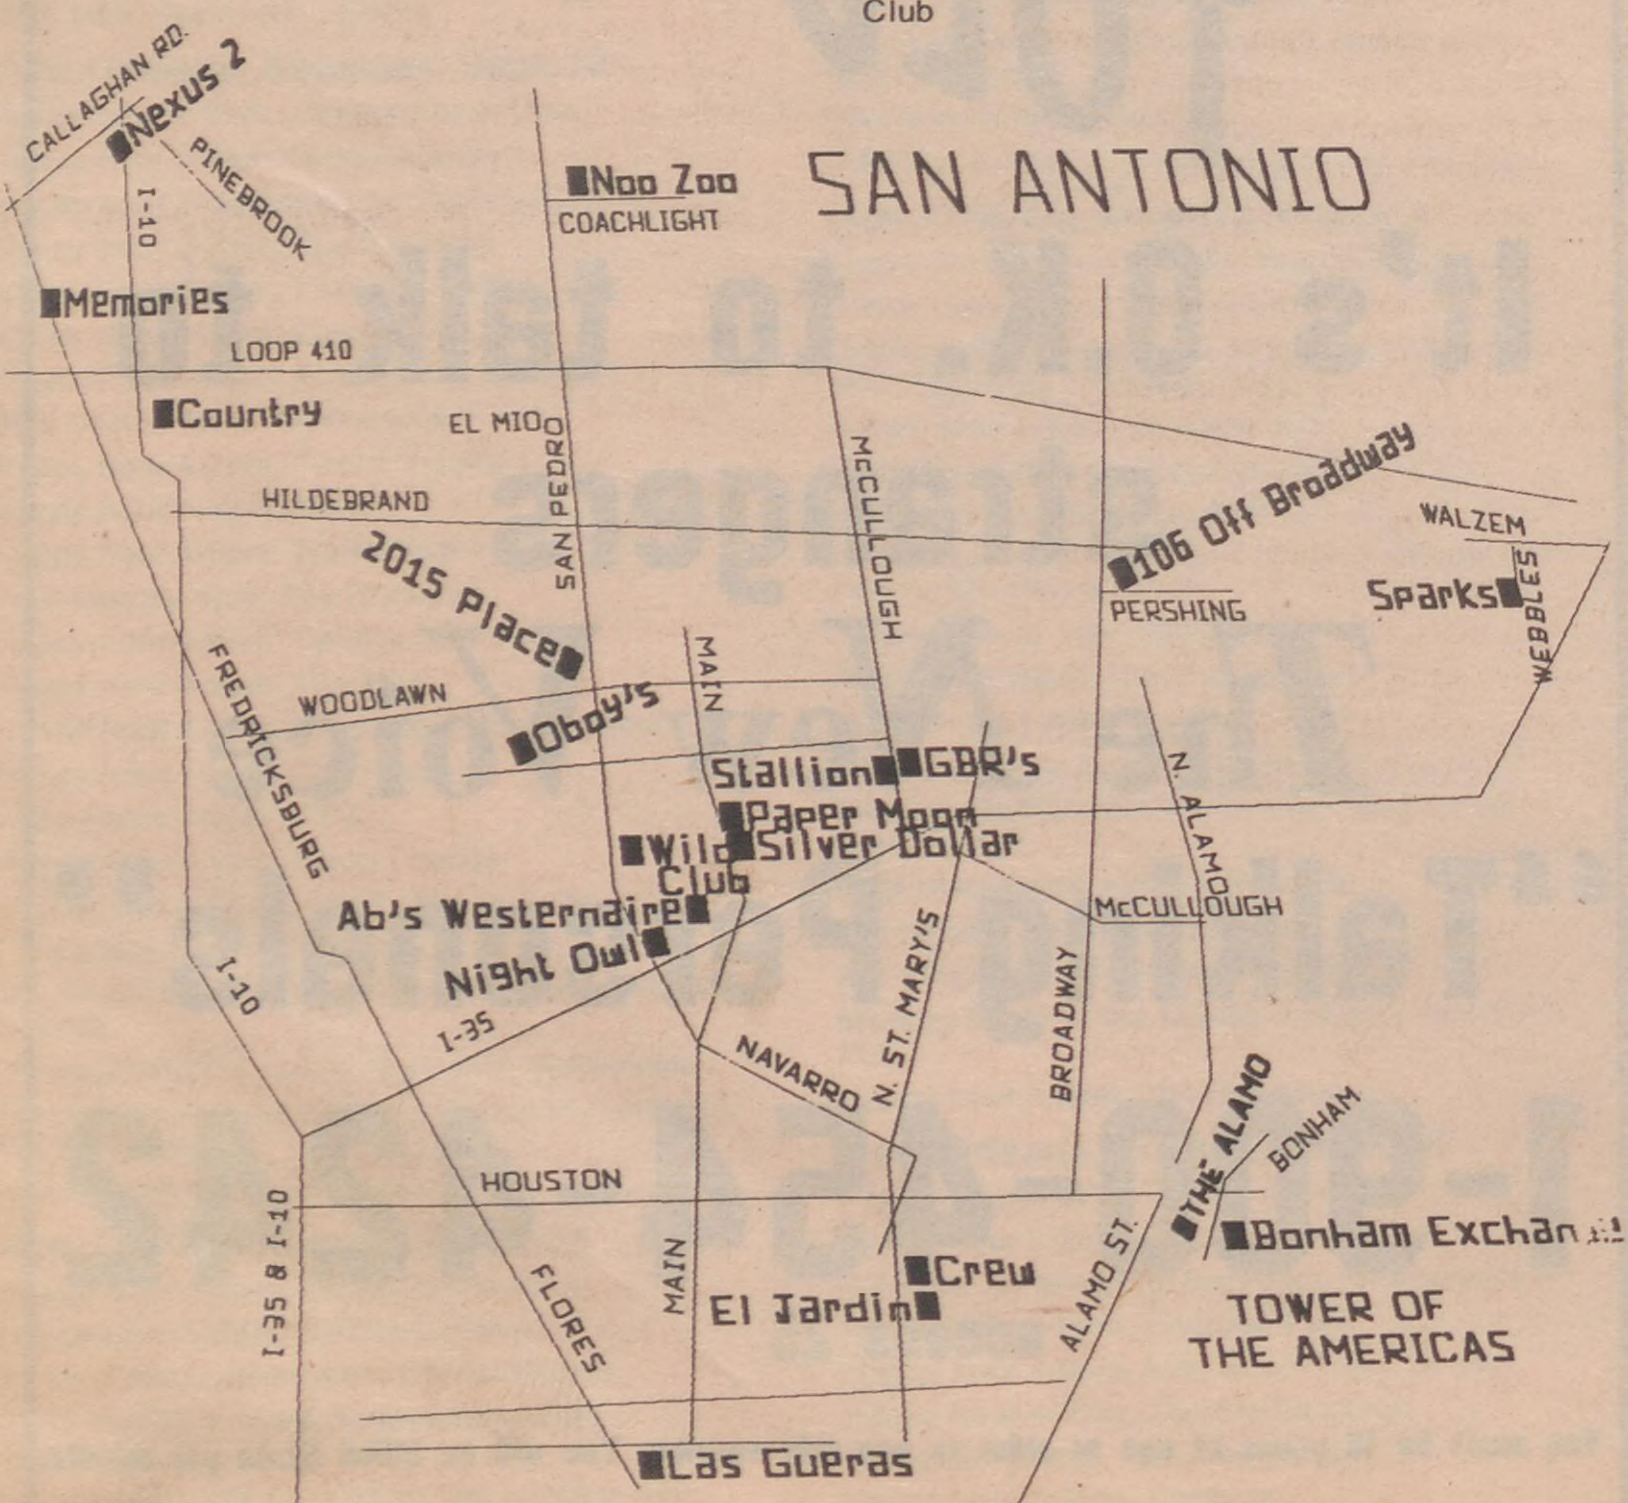 Club
CALLAGHAN RD.
Nexus 2
PINEBROOK
I-10
Noo Zoo
COACHLIGHT
SAN ANTONIO
Memories
LOOP 410
Country
EL MIO
SAN PEDRO
McCULLOUGH
HILDEBRAND
2015 Place
106 Off Broadway
PERSHING
WALZEM
Sparks
WEBBLES
FREDRICKSBURG
WOODLAWN
MAIN
Oboy's
Stallion
GBR's
Paper Moon
Wild
Club
Silver Dollar
N. ALAMO
McCULLOUGH
Ab's Westernaire
Night Owl
I-10
I-35
NAVARRO
N. ST. MARY'S
BROADWAY
THE ALAMO
BONHAM
HOUSTON
I-35 & I-10
FLORES
MAIN
Crew
El Jardin
ALAMO ST.
Bonham Exchan
TOWER OF
THE AMERICAS
Las Gueras